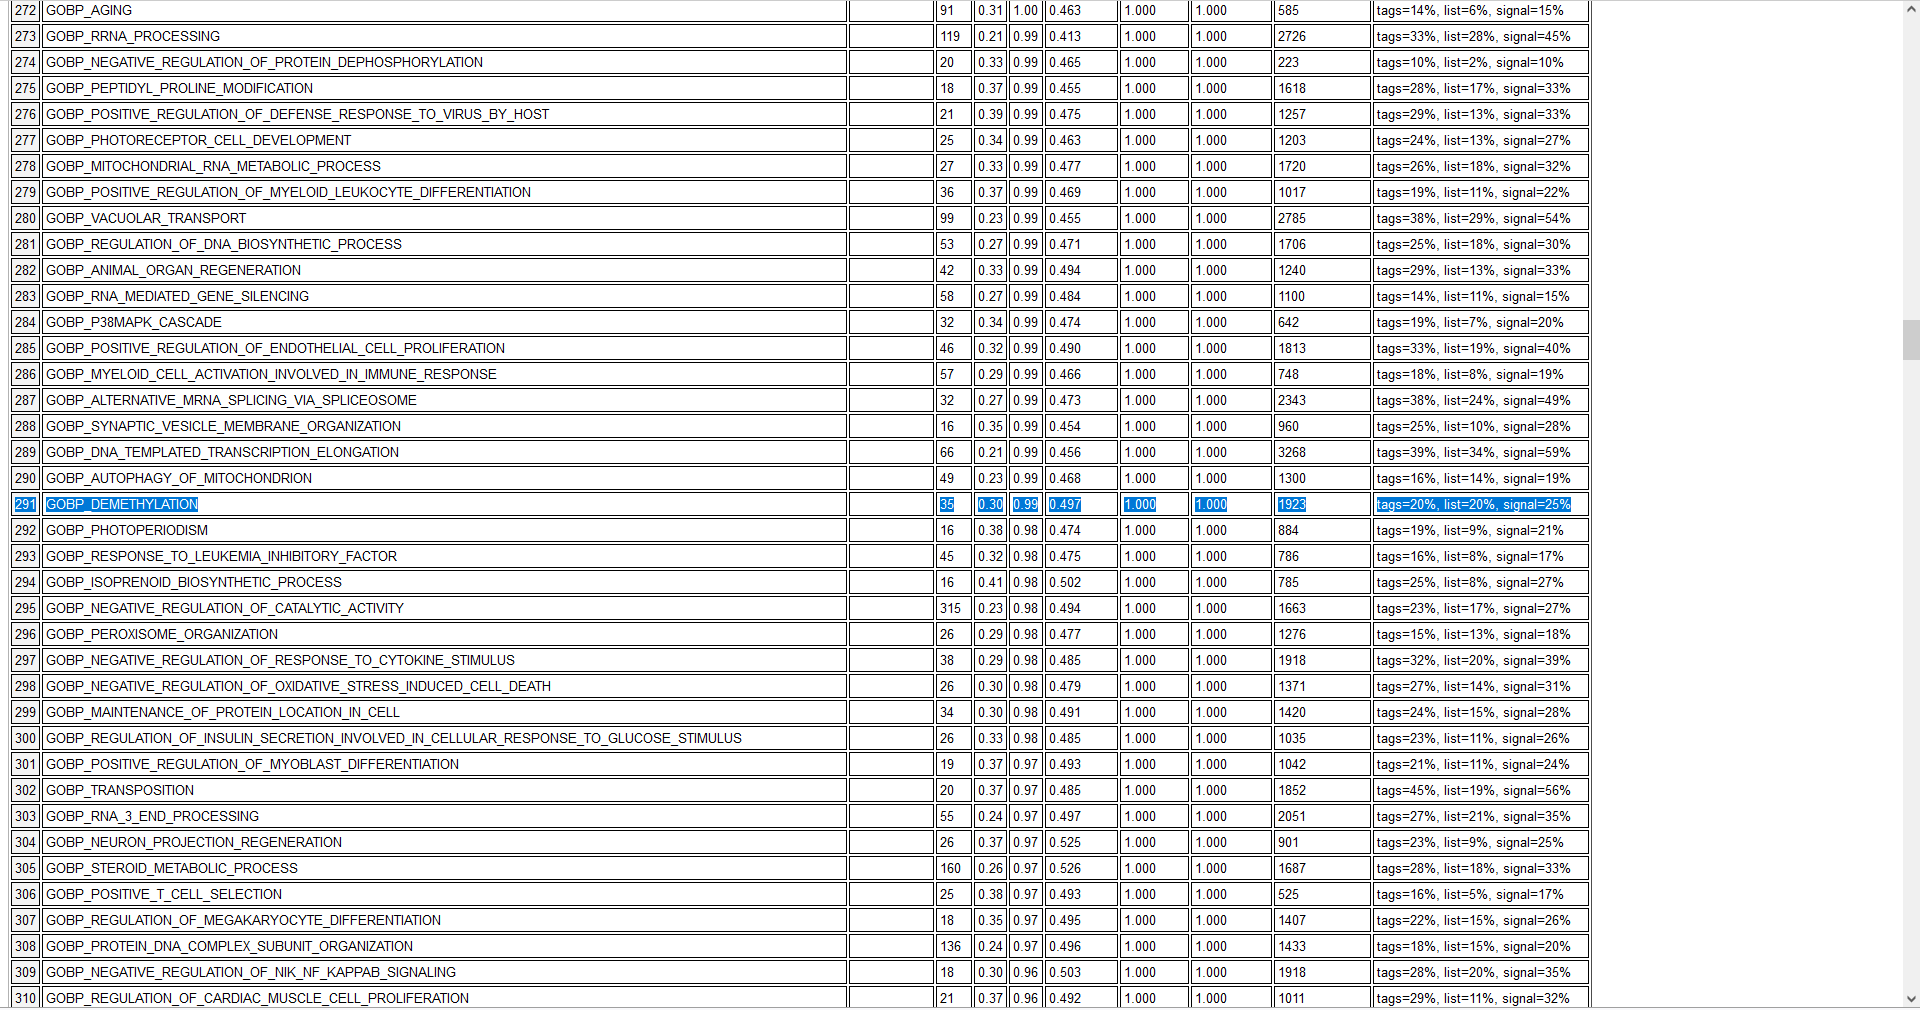 272 GOBP_AGING 91 0.31 1.00 0.463 1.000 1.000 585 tags=14%, list=6%, signal=15%
273 GOBP_RRNA_PROCESSING 119 0.21 0.99 0.413 1.000 1.000 2726 tags=33%, list=28%, signal=45%
274 GOBP_NEGATIVE_REGULATION_OF_PROTEIN_DEPHOSPHORYLATION 20 0.33 0.99 0.465 1.000 1.000 223 tags=10%, list=2%, signal=10%
275 GOBP_PEPTIDYL_PROLINE_MODIFICATION 18 0.37 0.99 0.455 1.000 1.000 1618 tags=28%, list=17%, signal=33%
276 GOBP_POSITIVE_REGULATION_OF_DEFENSE_RESPONSE_TO_VIRUS_BY_HOST 21 0.39 0.99 0.475 1.000 1.000 1257 tags=29%, list=13%, signal=33%
277 GOBP_PHOTORECEPTOR_CELL_DEVELOPMENT 25 0.34 0.99 0.463 1.000 1.000 1203 tags=24%, list=13%, signal=27%
278 GOBP_MITOCHONDRIAL_RNA_METABOLIC_PROCESS 27 0.33 0.99 0.477 1.000 1.000 1720 tags=26%, list=18%, signal=32%
279 GOBP_POSITIVE_REGULATION_OF_MYELOID_LEUKOCYTE_DIFFERENTIATION 36 0.37 0.99 0.469 1.000 1.000 1017 tags=19%, list=11%, signal=22%
280 GOBP_VACUOLAR_TRANSPORT 99 0.23 0.99 0.455 1.000 1.000 2785 tags=38%, list=29%, signal=54%
281 GOBP_REGULATION_OF_DNA_BIOSYNTHETIC_PROCESS 53 0.27 0.99 0.471 1.000 1.000 1706 tags=25%, list=18%, signal=30%
282 GOBP_ANIMAL_ORGAN_REGENERATION 42 0.33 0.99 0.494 1.000 1.000 1240 tags=29%, list=13%, signal=33%
283 GOBP_RNA_MEDIATED_GENE_SILENCING 58 0.27 0.99 0.484 1.000 1.000 1100 tags=14%, list=11%, signal=15%
284 GOBP_P38MAPK_CASCADE 32 0.34 0.99 0.474 1.000 1.000 642 tags=19%, list=7%, signal=20%
285 GOBP_POSITIVE_REGULATION_OF_ENDOTHELIAL_CELL_PROLIFERATION 46 0.32 0.99 0.490 1.000 1.000 1813 tags=33%, list=19%, signal=40%
286 GOBP_MYELOID_CELL_ACTIVATION_INVOLVED_IN_IMMUNE_RESPONSE 57 0.29 0.99 0.466 1.000 1.000 748 tags=18%, list=8%, signal=19%
287 GOBP_ALTERNATIVE_MRNA_SPLICING_VIA_SPLICEOSOME 32 0.27 0.99 0.473 1.000 1.000 2343 tags=38%, list=24%, signal=49%
288 GOBP_SYNAPTIC_VESICLE_MEMBRANE_ORGANIZATION 16 0.35 0.99 0.454 1.000 1.000 960 tags=25%, list=10%, signal=28%
289 GOBP_DNA_TEMPLATED_TRANSCRIPTION_ELONGATION 66 0.21 0.99 0.456 1.000 1.000 3268 tags=39%, list=34%, signal=59%
290 GOBP_AUTOPHAGY_OF_MITOCHONDRION 49 0.23 0.99 0.468 1.000 1.000 1300 tags=16%, list=14%, signal=19%
291 GOBP_DEMETHYLATION 35 0.30 0.99 0.497 1.000 1.000 1923 tags=20%, list=20%, signal=25%
292 GOBP_PHOTOPERIODISM 16 0.38 0.98 0.474 1.000 1.000 884 tags=19%, list=9%, signal=21%
293 GOBP_RESPONSE_TO_LEUKEMIA_INHIBITORY_FACTOR 45 0.32 0.98 0.475 1.000 1.000 786 tags=16%, list=8%, signal=17%
294 GOBP_ISOPRENOID_BIOSYNTHETIC_PROCESS 16 0.41 0.98 0.502 1.000 1.000 785 tags=25%, list=8%, signal=27%
295 GOBP_NEGATIVE_REGULATION_OF_CATALYTIC_ACTIVITY 315 0.23 0.98 0.494 1.000 1.000 1663 tags=23%, list=17%, signal=27%
296 GOBP_PEROXISOME_ORGANIZATION 26 0.29 0.98 0.477 1.000 1.000 1276 tags=15%, list=13%, signal=18%
297 GOBP_NEGATIVE_REGULATION_OF_RESPONSE_TO_CYTOKINE_STIMULUS 38 0.29 0.98 0.485 1.000 1.000 1918 tags=32%, list=20%, signal=39%
298 GOBP_NEGATIVE_REGULATION_OF_OXIDATIVE_STRESS_INDUCED_CELL_DEATH 26 0.30 0.98 0.479 1.000 1.000 1371 tags=27%, list=14%, signal=31%
299 GOBP_MAINTENANCE_OF_PROTEIN_LOCATION_IN_CELL 34 0.30 0.98 0.491 1.000 1.000 1420 tags=24%, list=15%, signal=28%
300 GOBP_REGULATION_OF_INSULIN_SECRETION_INVOLVED_IN_CELLULAR_RESPONSE_TO_GLUCOSE_STIMULUS 26 0.33 0.98 0.485 1.000 1.000 1035 tags=23%, list=11%, signal=26%
301 GOBP_POSITIVE_REGULATION_OF_MYOBLAST_DIFFERENTIATION 19 0.37 0.97 0.493 1.000 1.000 1042 tags=21%, list=11%, signal=24%
302 GOBP_TRANSPOSITION 20 0.37 0.97 0.485 1.000 1.000 1852 tags=45%, list=19%, signal=56%
303 GOBP_RNA_3_END_PROCESSING 55 0.24 0.97 0.497 1.000 1.000 2051 tags=27%, list=21%, signal=35%
304 GOBP_NEURON_PROJECTION_REGENERATION 26 0.37 0.97 0.525 1.000 1.000 901 tags=23%, list=9%, signal=25%
305 GOBP_STEROID_METABOLIC_PROCESS 160 0.26 0.97 0.526 1.000 1.000 1687 tags=28%, list=18%, signal=33%
306 GOBP_POSITIVE_T_CELL_SELECTION 25 0.38 0.97 0.493 1.000 1.000 525 tags=16%, list=5%, signal=17%
307 GOBP_REGULATION_OF_MEGAKARYOCYTE_DIFFERENTIATION 18 0.35 0.97 0.495 1.000 1.000 1407 tags=22%, list=15%, signal=26%
308 GOBP_PROTEIN_DNA_COMPLEX_SUBUNIT_ORGANIZATION 136 0.24 0.97 0.496 1.000 1.000 1433 tags=18%, list=15%, signal=20%
309 GOBP_NEGATIVE_REGULATION_OF_NIK_NF_KAPPAB_SIGNALING 18 0.30 0.96 0.503 1.000 1.000 1918 tags=28%, list=20%, signal=35%
310 GOBP_REGULATION_OF_CARDIAC_MUSCLE_CELL_PROLIFERATION 21 0.37 0.96 0.492 1.000 1.000 1011 tags=29%, list=11%, signal=32%